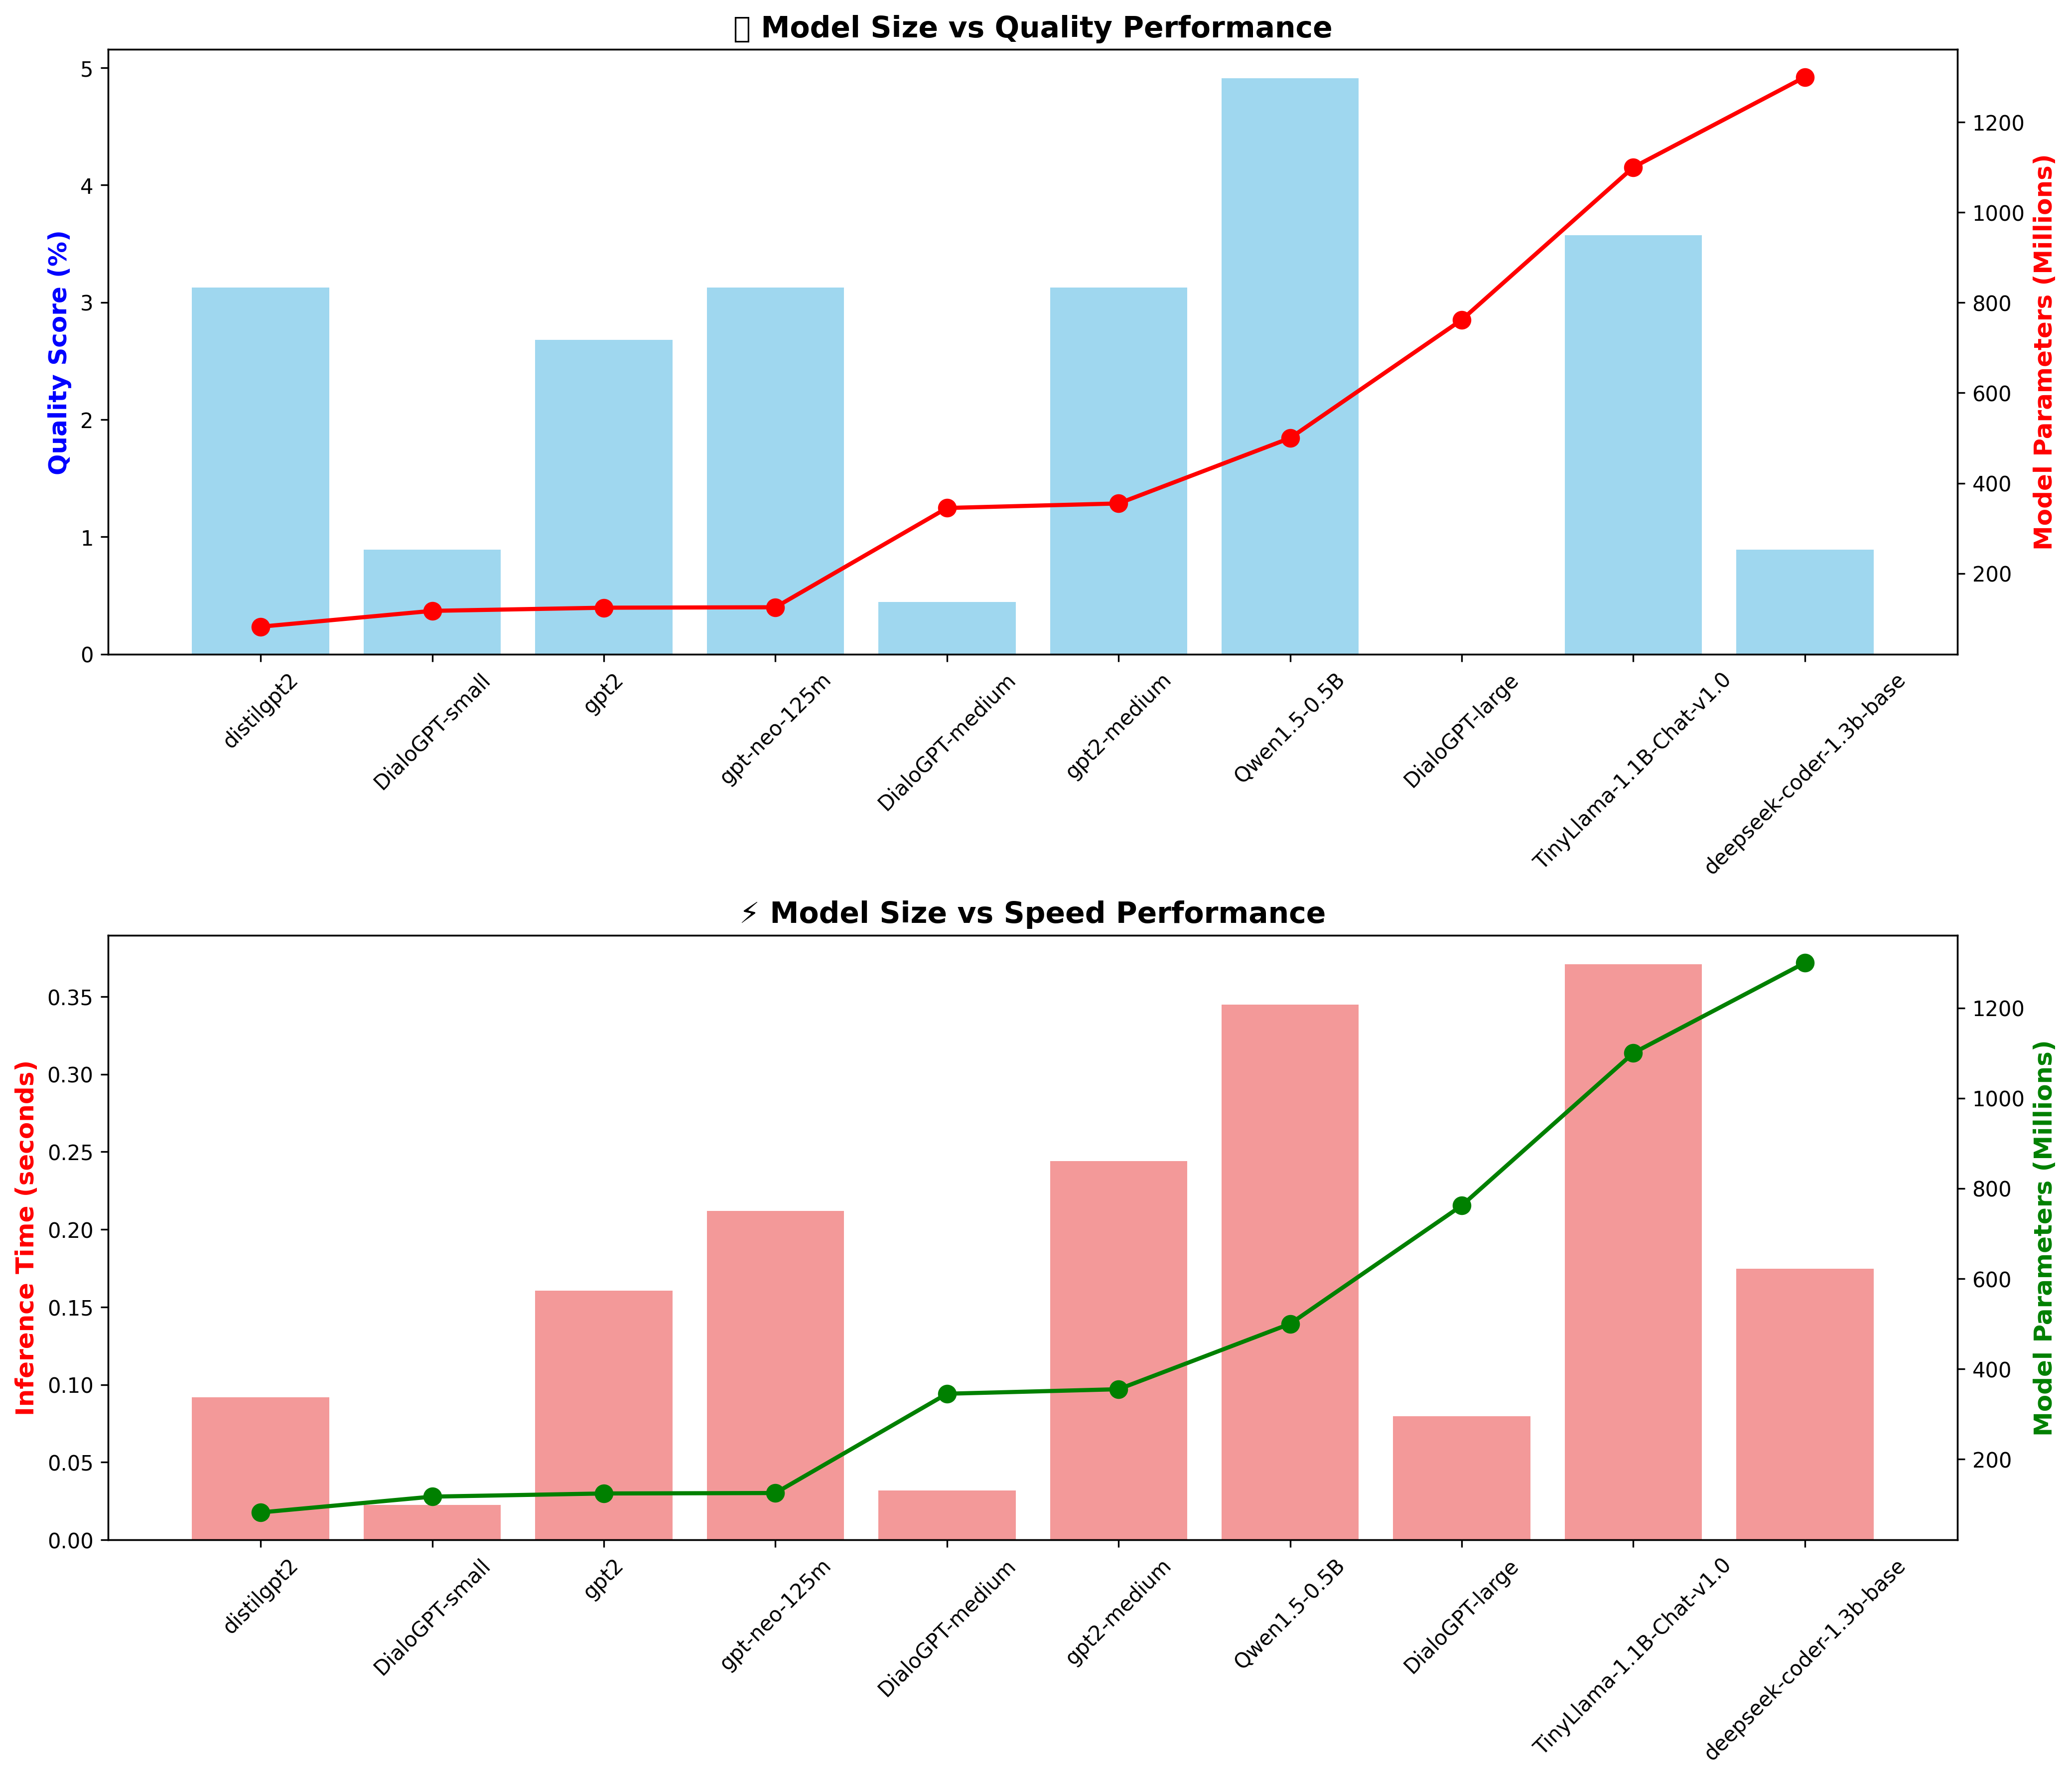 Model Size vs Quality Performance
Quality Score (%)
5
4
3
2
1
0
1200
1000
800
600
400
200
Model Parameters (Millions)
distilgpt2
DialoGPT-small
gpt2
gpt-neo-125m
DialoGPT-medium
gpt2-medium
Qwen1.5-0.5B
DialoGPT-large
TinyLlama-1.1B-Chat-v1.0
deepseek-coder-1.3b-base
⚡ Model Size vs Speed Performance
Inference Time (seconds)
0.35
0.30
0.25
0.20
0.15
0.10
0.05
0.00
1200
1000
800
600
400
200
Model Parameters (Millions)
distilgpt2
DialoGPT-small
gpt2
gpt-neo-125m
DialoGPT-medium
gpt2-medium
Qwen1.5-0.5B
DialoGPT-large
TinyLlama-1.1B-Chat-v1.0
deepseek-coder-1.3b-base